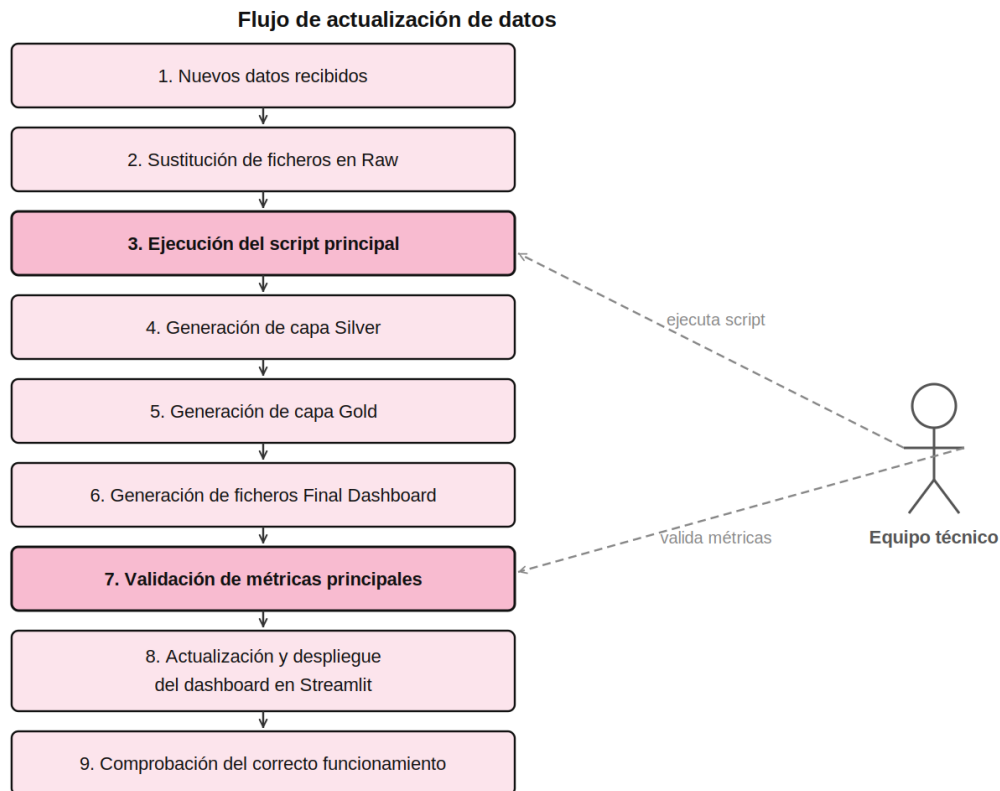 Flujo de actualización de datos
1. Nuevos datos recibidos
2. Sustitución de ficheros en Raw
3. Ejecución del script principal
4. Generación de capa Silver
5. Generación de capa Gold
6. Generación de ficheros Final Dashboard
7. Validación de métricas principales
8. Actualización y despliegue
del dashboard en Streamlit
9. Comprobación del correcto funcionamiento
ejecuta script
valida métricas
Equipo técnico